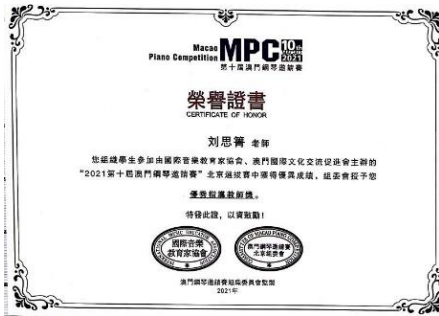 Macao
Piano Competition
MPC
10th
2021
第十屆澳門鋼琴邀請賽
榮譽證書
CERTIFICATE OF HONOR
刘思箐 老師
您組織學生參加由國際音樂教育家協會、澳門國際文化交流促進會主辦的
“2021第十屆澳門鋼琴邀請賽”北京選拔賽中獲得優異成績，組委會授予您
優秀指導教師獎。
特發此證，以資鼓勵！
國際音樂
教育家協會
澳門鋼琴邀請賽
北京組委會
澳門鋼琴邀請賽組織委員會監製
2021年